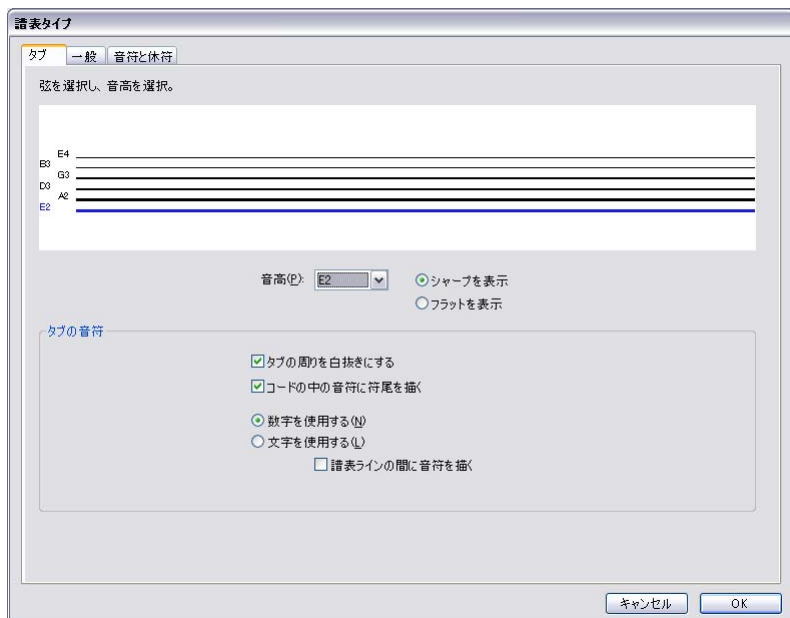 譜表タイプ
タブ 一般 音符と休符
弦を選択し、音高を選択。
E4
B3
G3
D3
A2
E2
音高(P): E2 シャープを表示
フラットを表示
タブの音符
タブの周りを白抜きにする
コードの中の音符に符尾を描く
数字を使用する(N)
文字を使用する(L)
譜表ラインの間に音符を描く
キャンセル OK